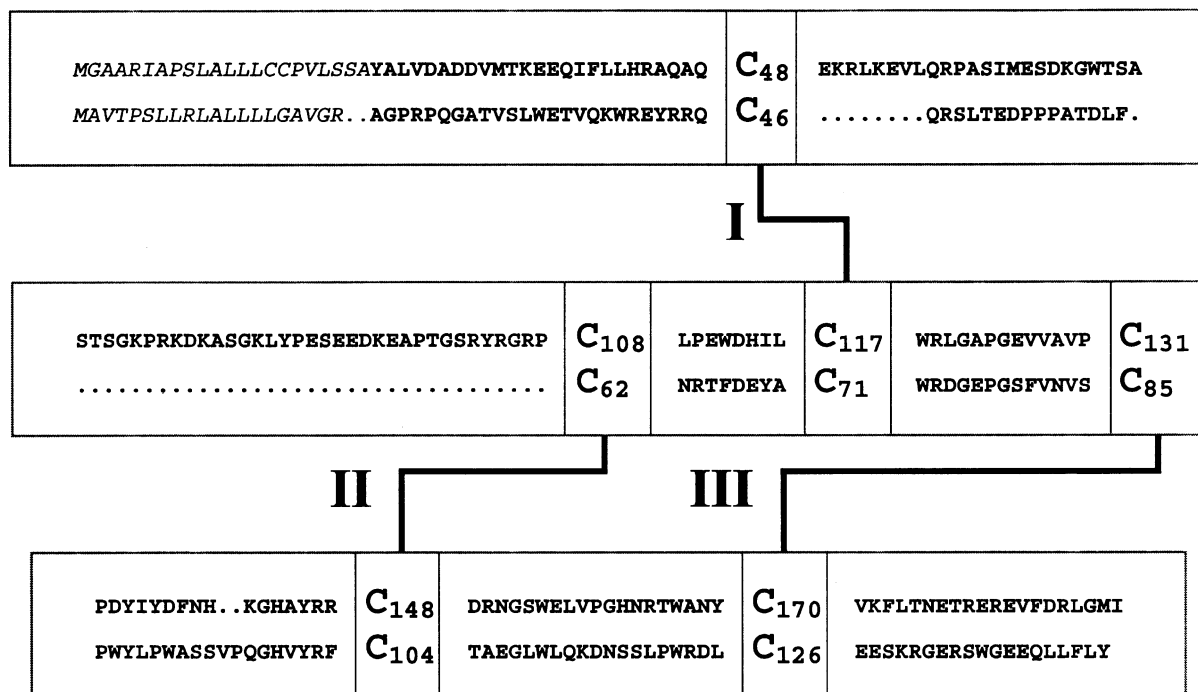 MGAARIAPSLALLLCCPVLSSAYALVDADDVMTKEEQIFLLHRAQAQ C48 EKRLKEVLQRPASIMESDKGWTSA
MAVTPSLLRLALLLLGAVGR..AGPRPQGATVSLWETVQKWREYRRQ C46 ........QRSLTEDPPPATDLF.
I
STSGKPRKDKASGKLYPESEEDKEAPTGSRYRGRP C108 LPEWDHIL C117 WRLGAPGEVVAVP C131
................................... C62 NRTFDEYA C71 WRDGEPGSFVNVS C85
II III
PDYIYDFNH..KGHAYRR C148 DRNGSWELVPGHNRTWANY C170 VKFLTNETREREVFDRLGMI
PWYLPWASSVPQGHVYRF C104 TAEGLWLQKDNSSLPWRDL C126 EESKRGERSWGEEQLLFLY